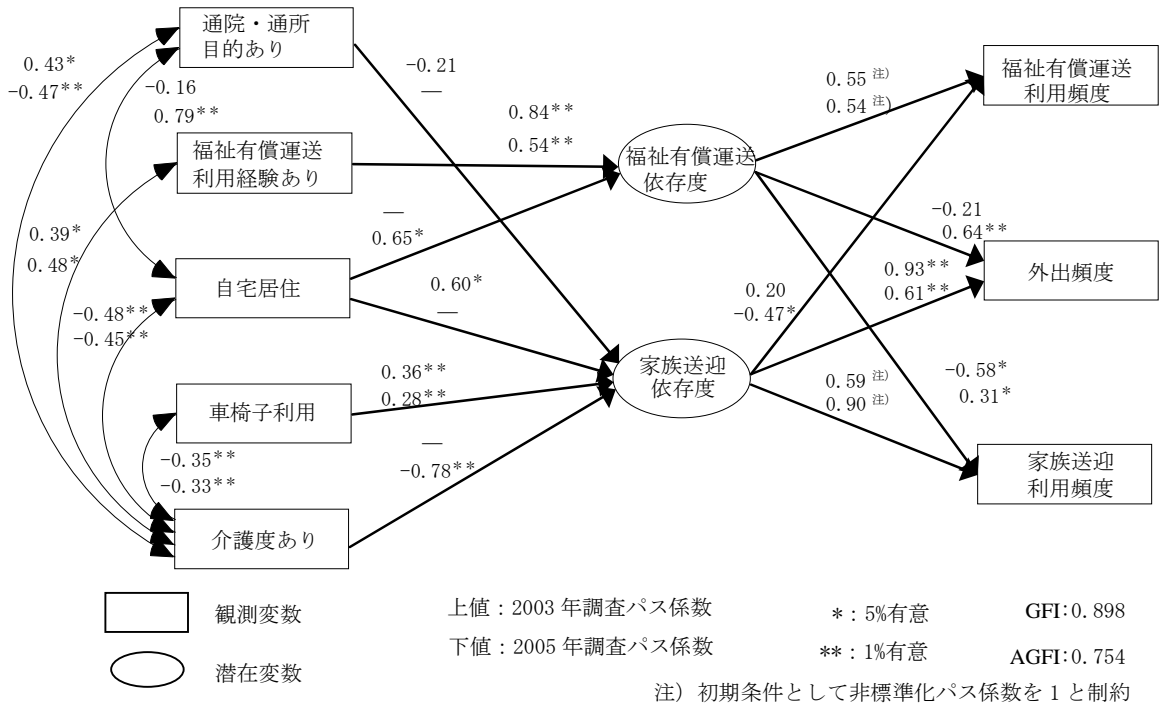 通院・通所
目的あり
0.43*
-0.47**
-0.16
0.79**
-0.21
—
福祉有償運送
利用経験あり
0.84**
0.54**
福祉有償運送
依存度
0.55 注)
0.54 注)
福祉有償運送
利用頻度
0.39*
0.48*
自宅居住
—
0.65*
0.60*
—
-0.21
0.64**
0.93**
0.61**
外出頻度
-0.48**
-0.45**
0.20
-0.47*
家族送迎
依存度
車椅子利用
0.36**
0.28**
0.59 注)
0.90 注)
-0.58*
0.31*
-0.35**
-0.33**
—
-0.78**
家族送迎
利用頻度
介護度あり
観測変数
潜在変数
上値：2003 年調査パス係数
下値：2005 年調査パス係数
*：5%有意
**：1%有意
GFI:0.898
AGFI:0.754
注）初期条件として非標準化パス係数を 1 と制約